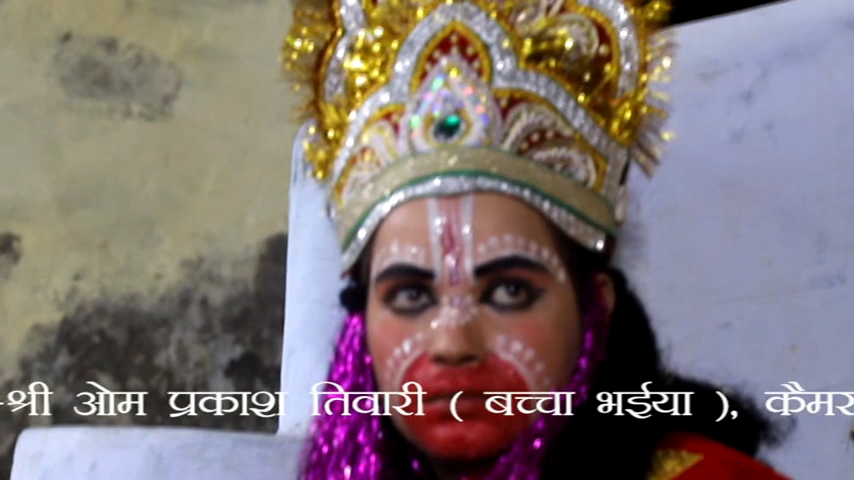 -श्री ओम प्रकाश तिवारी ( बच्चा भईया ), कैमर